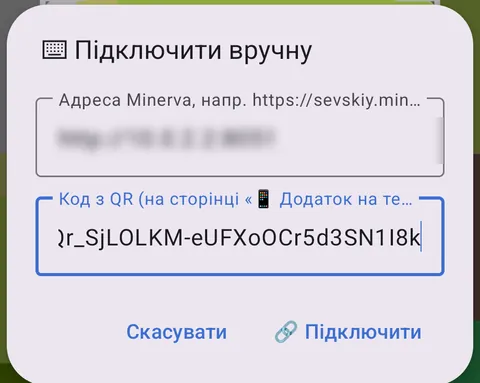 ⌨ Підключити вручну
Адреса Minerva, напр. https://sevskiy.min...
Код з QR (на сторінці «📱 Додаток на те...
r_SjLOLKM-eUFXoOCr5d3SN1I8k
Скасувати 🔗 Підключити